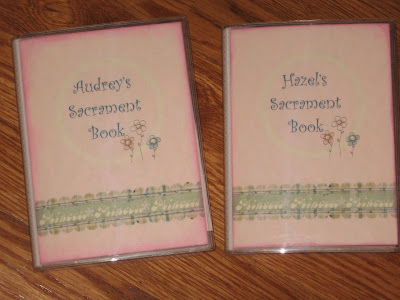 Audrey's
Sacrament
Book
Hazel's
Sacrament
Book